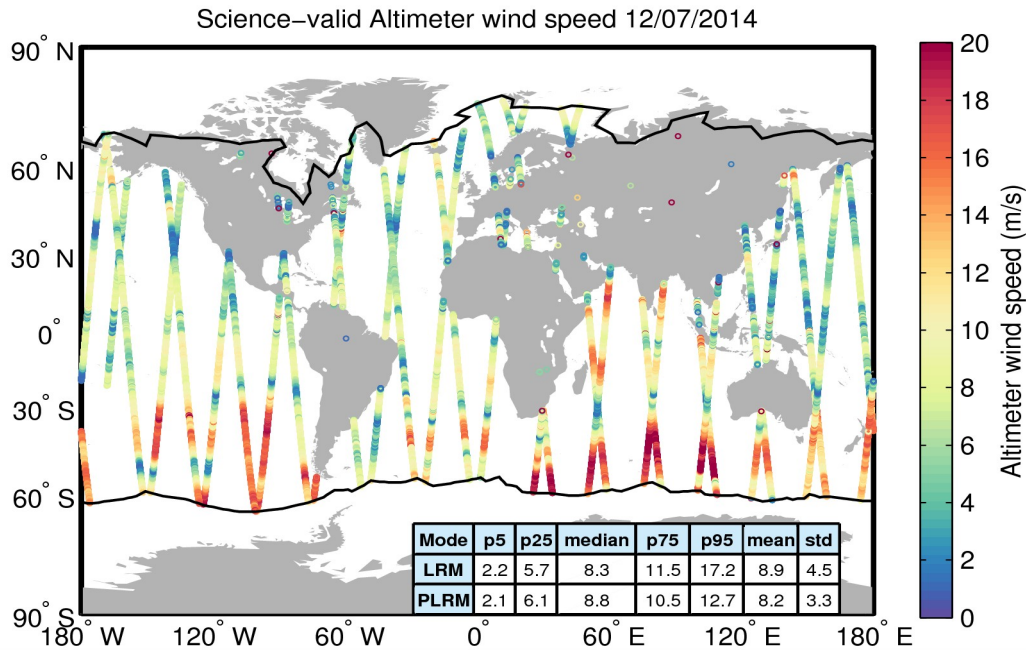 Science−valid Altimeter wind speed 12/07/2014
90° N
60° N
30° N
0°
30° S
60° S
90° S
180° W
120° W
60° W
0°
60° E
120° E
180° E
Mode p5 p25 median p75 p95 mean std
LRM 2.2 5.7 8.3 11.5 17.2 8.9 4.5
PLRM 2.1 6.1 8.8 10.5 12.7 8.2 3.3
20
18
16
14
12
10
8
6
4
2
0
Altimeter wind speed (m/s)